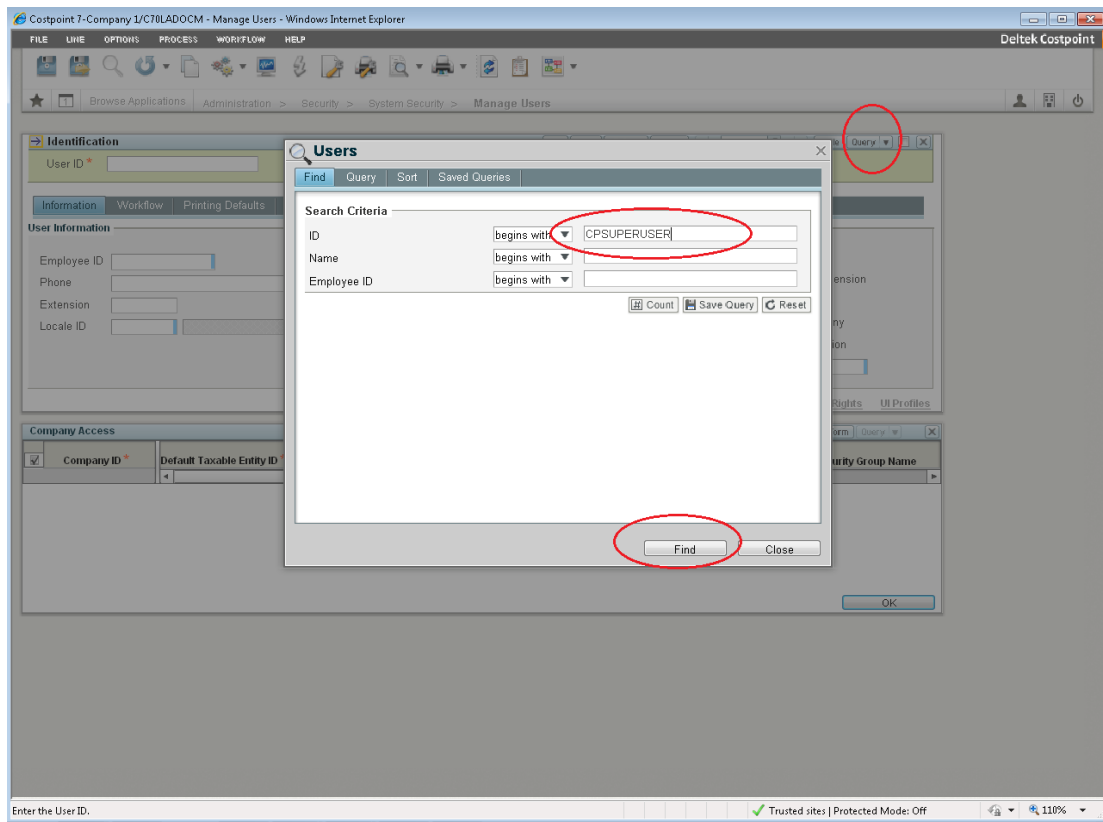 Costpoint 7-Company 1/C70LADOCM - Manage Users - Windows Internet Explorer
FILE LINE OPTIONS PROCESS WORKFLOW HELP Deltek Costpoint
Browse Applications Administration > Security > System Security > Manage Users
Identification Query
User ID *
Users
Find Query Sort Saved Queries
Information Workflow Printing Defaults
Search Criteria
User Information
ID begins with CPSUPERUSER
Name begins with
Employee ID begins with
Count Save Query Reset
Employee ID
Phone
Extension
Locale ID
Rights UI Profiles
Company Access
Query
Company ID * Default Taxable Entity ID *
Group Name
Find Close
OK
Enter the User ID. Trusted sites | Protected Mode: Off 110%